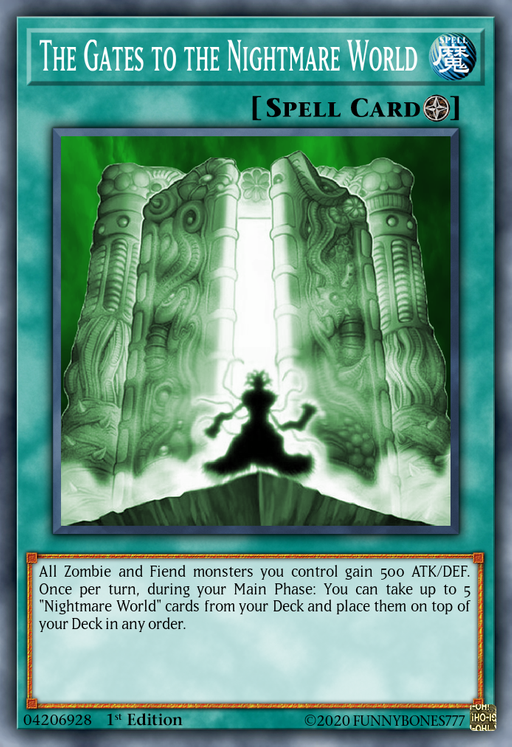 The Gates to the Nightmare World
SPELL
魔
[Spell Card]
All Zombie and Fiend monsters you control gain 500 ATK/DEF.
Once per turn, during your Main Phase: You can take up to 5
"Nightmare World" cards from your Deck and place them on top of
your Deck in any order.
04206928 1st Edition ©2020 FUNNYBONES777